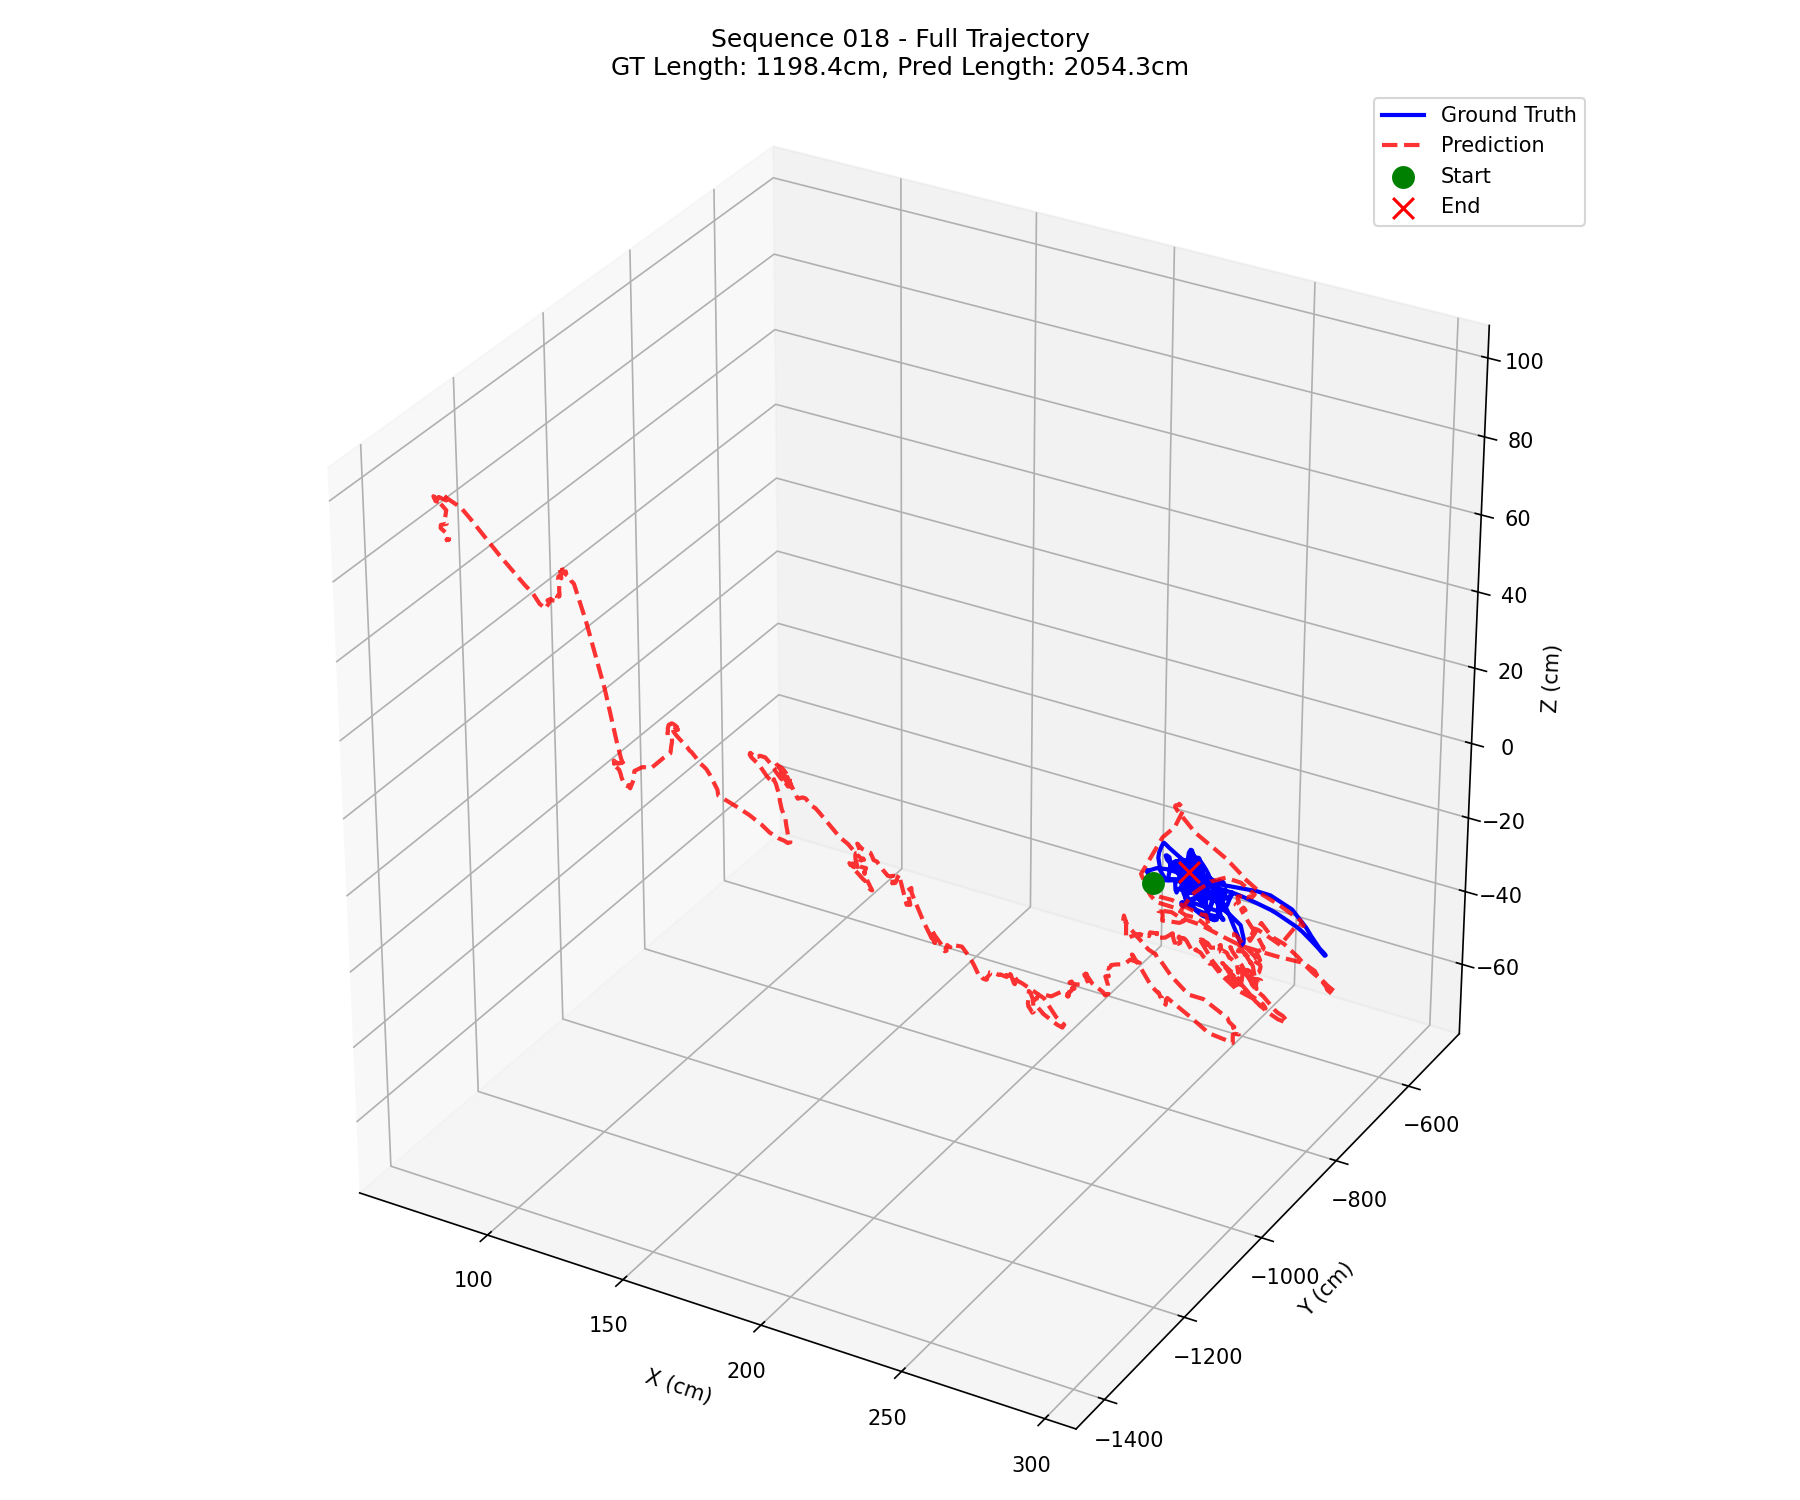 Sequence 018 - Full Trajectory
GT Length: 1198.4cm, Pred Length: 2054.3cm
Ground Truth
Prediction
Start
End
100
80
60
40
20
0
−20
−40
−60
Z (cm)
−600
−800
−1000
−1200
−1400
Y (cm)
100
150
200
250
300
X (cm)